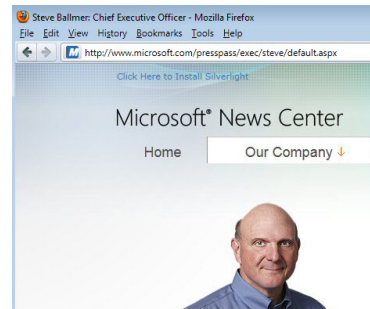 Steve Ballmer: Chief Executive Officer - Mozilla Firefox
File Edit View History Bookmarks Tools Help
http://www.microsoft.com/presspass/exec/steve/default.aspx
Click Here to Install Silverlight
Microsoft® News Center
Home Our Company ↓